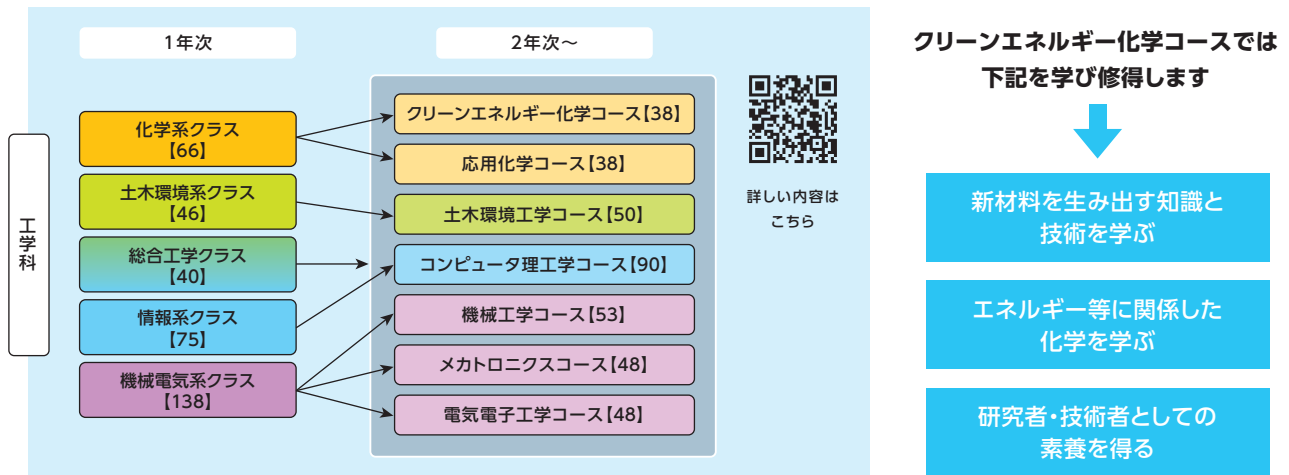 1年次
2年次～
工学科
化学系クラス
【66】
土木環境系クラス
【46】
総合工学クラス
【40】
情報系クラス
【75】
機械電気系クラス
【138】
クリーンエネルギー化学コース【38】
応用化学コース【38】
土木環境工学コース【50】
コンピュータ理工学コース【90】
機械工学コース【53】
メカトロニクスコース【48】
電気電子工学コース【48】
詳しい内容は
こちら
クリーンエネルギー化学コースでは
下記を学び修得します
新材料を生み出す知識と
技術を学ぶ
エネルギー等に関係した
化学を学ぶ
研究者・技術者としての
素養を得る